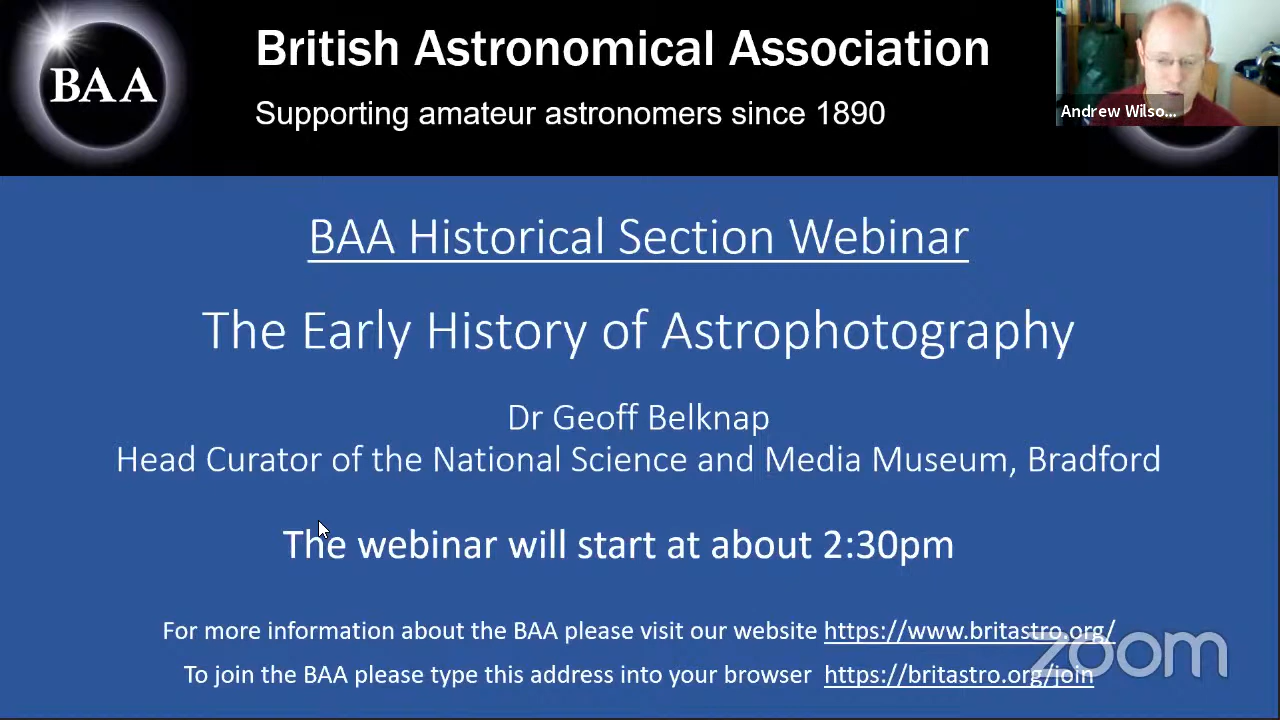 BAA
British Astronomical Association
Supporting amateur astronomers since 1890
Andrew Wilso...
BAA Historical Section Webinar
The Early History of Astrophotography
Dr Geoff Belknap
Head Curator of the National Science and Media Museum, Bradford
The webinar will start at about 2:30pm
For more information about the BAA please visit our website https://www.britastro.org/
To join the BAA please type this address into your browser https://britastro.org/join
zoom